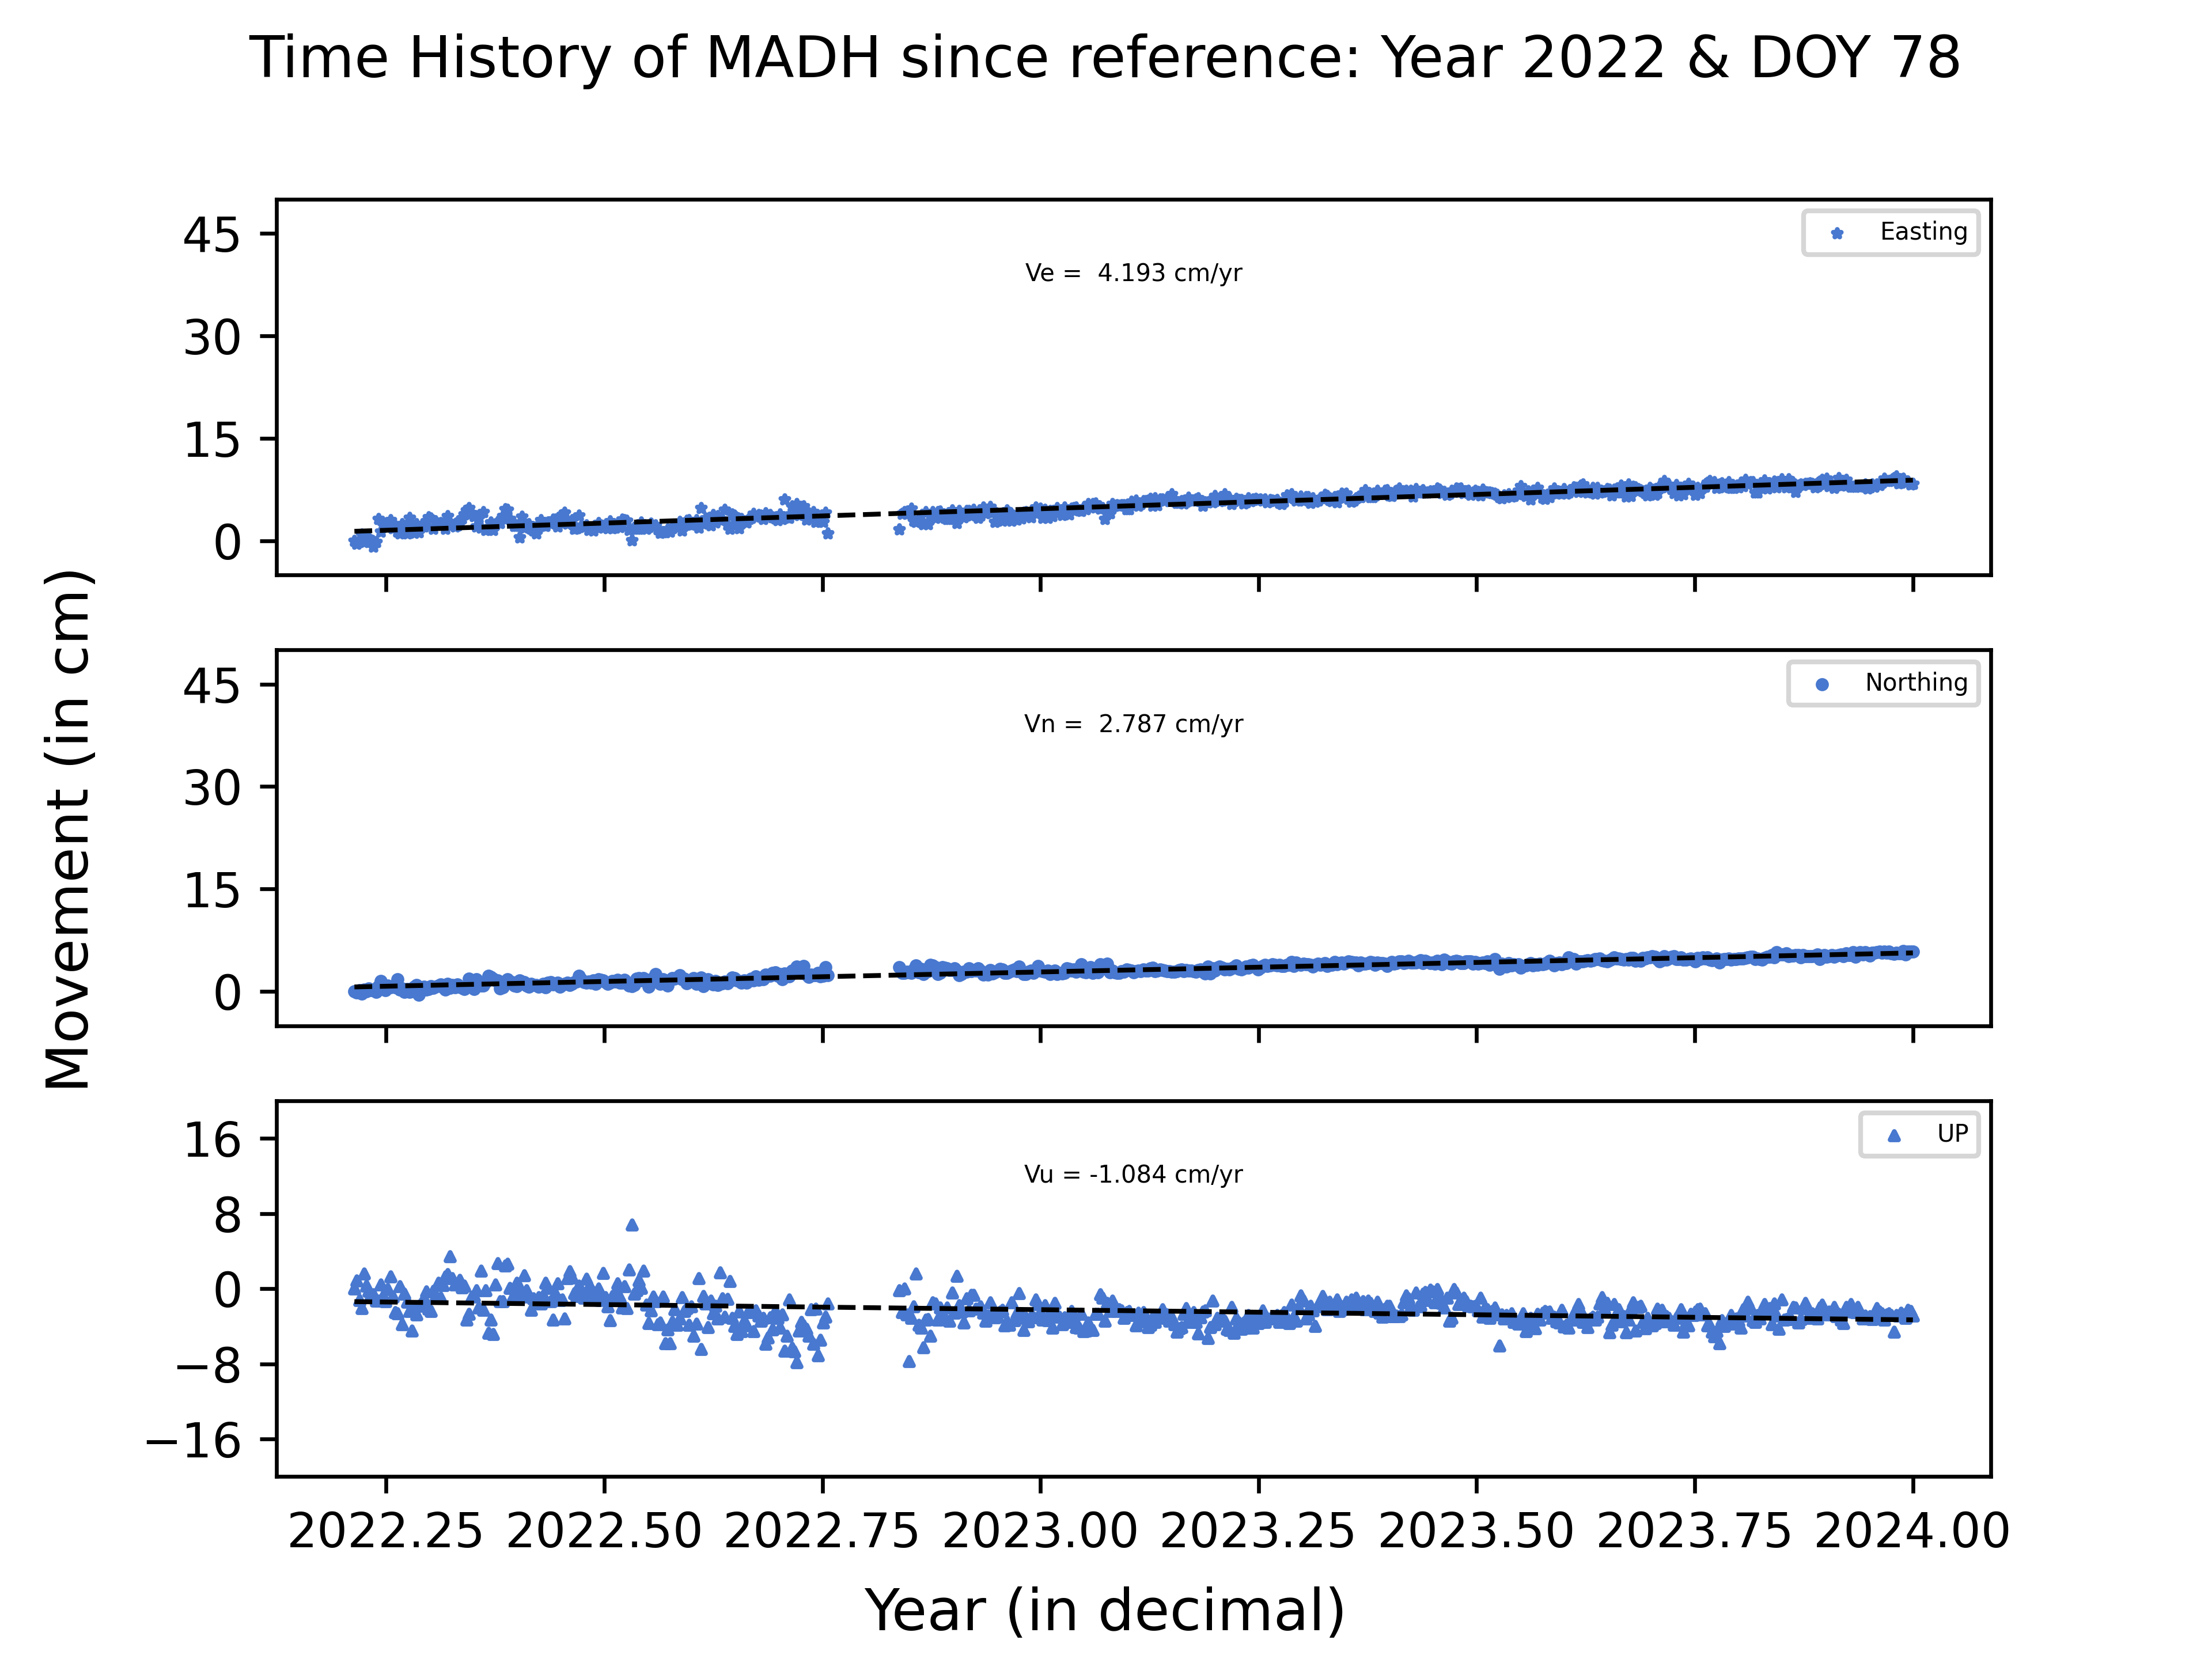 Time History of MADH since reference: Year 2022 & DOY 78
Movement (in cm)
45
30
15
0
Easting
Ve =  4.193 cm/yr
45
30
15
0
Northing
Vn =  2.787 cm/yr
16
8
0
−8
−16
UP
Vu = -1.084 cm/yr
2022.25 2022.50 2022.75 2023.00 2023.25 2023.50 2023.75 2024.00
Year (in decimal)